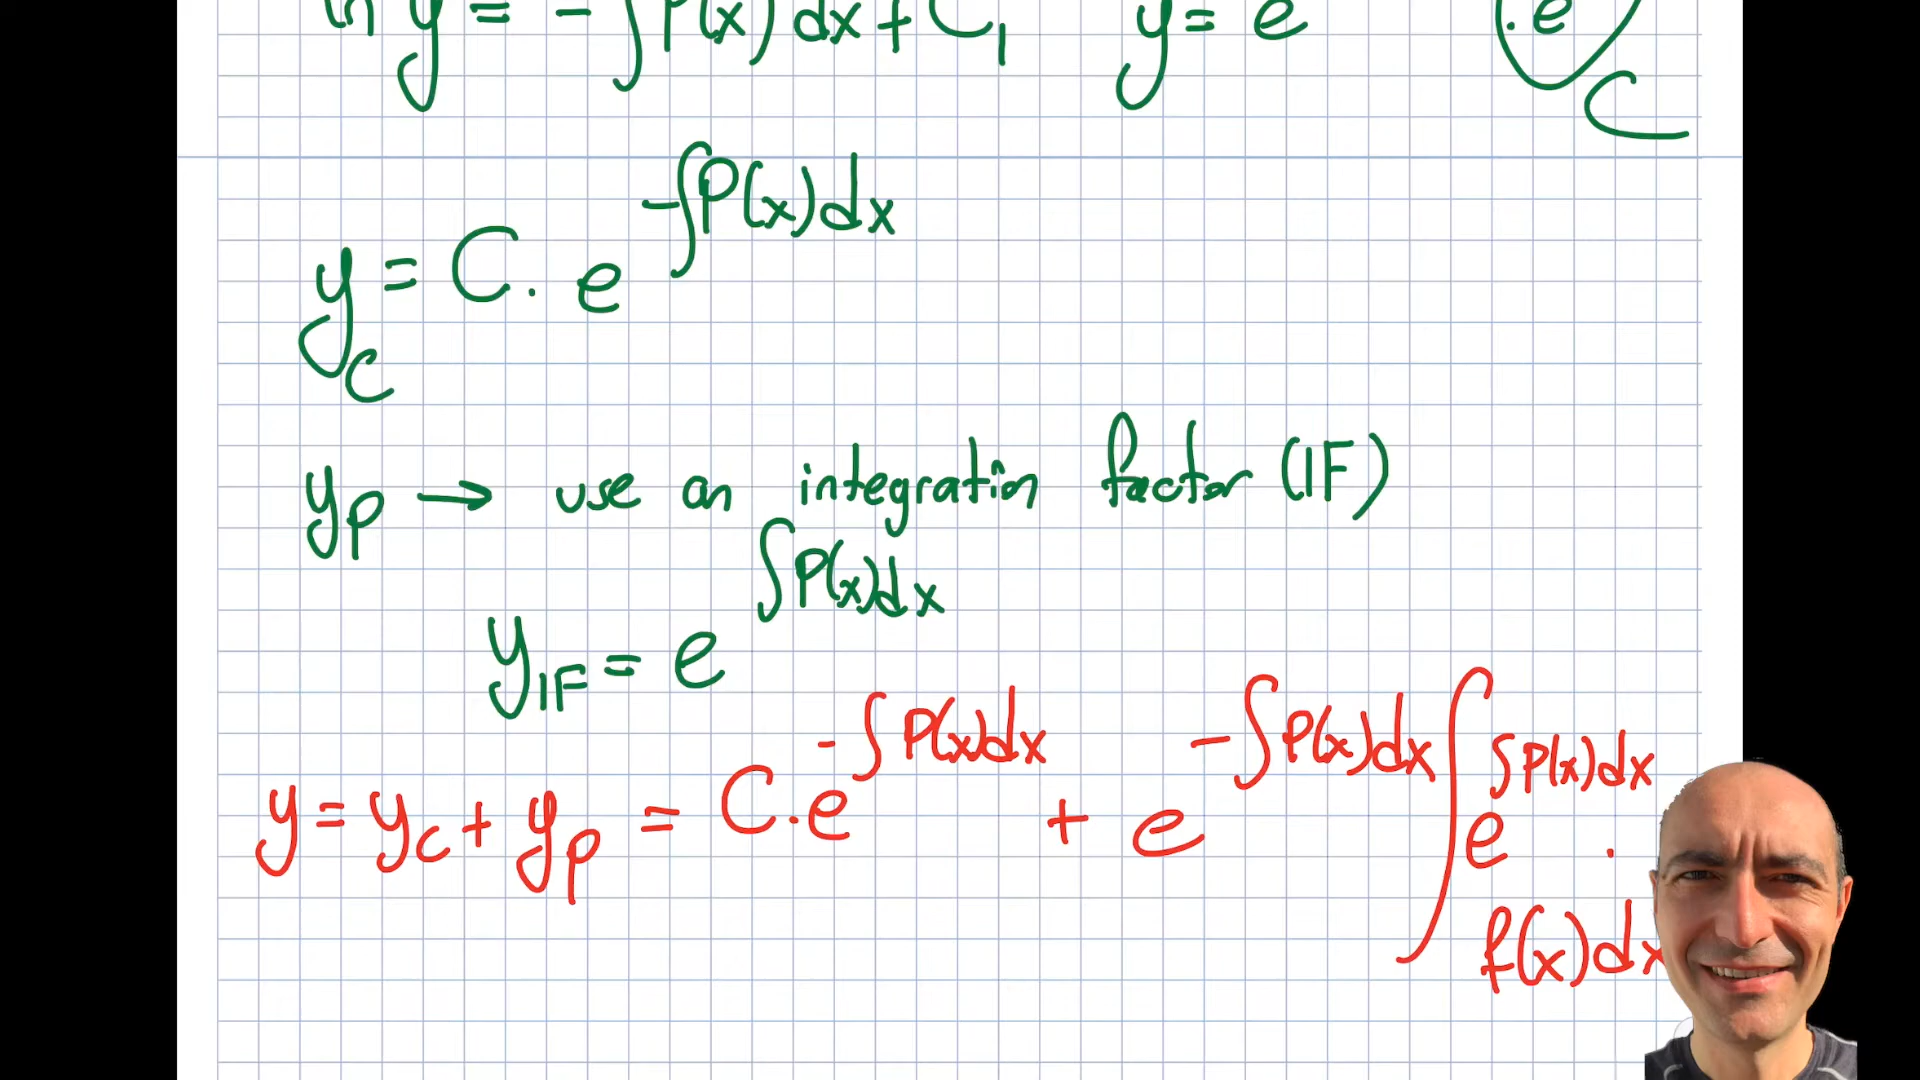 ln y = - ∫P(x) dx + C₁ y = e . e C
y_c = C . e^{-∫P(x)dx}
y_p → use an integration factor (IF)
y_IF = e^{∫P(x)dx}
y = y_c + y_p = C . e^{-∫P(x)dx} + e^{-∫P(x)dx} ∫ e^{∫P(x)dx} .
f(x)dx